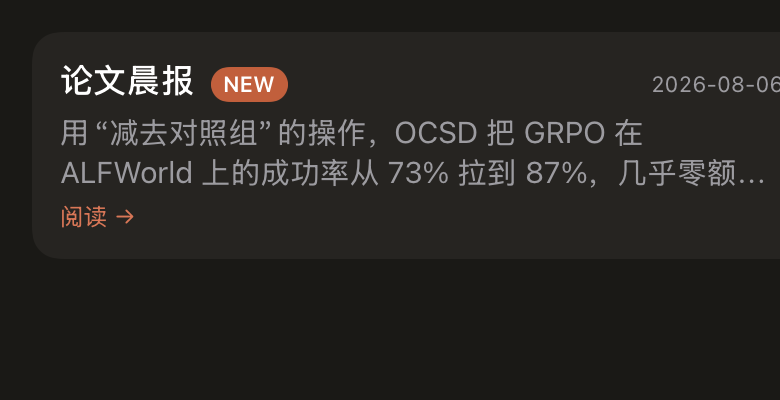 论文晨报 NEW 2026-08-06
用“减去对照组”的操作，OCSD 把 GRPO 在
ALFWorld 上的成功率从 73% 拉到 87%，几乎零额…
阅读 →